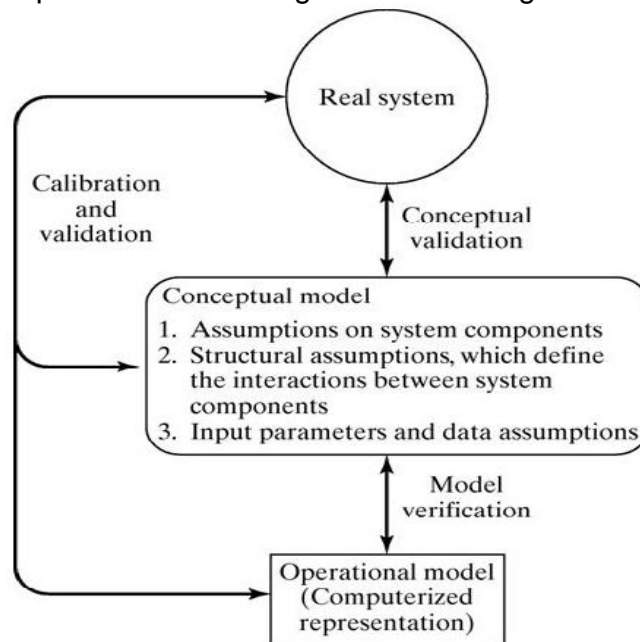 Real system
Calibration
and
validation
Conceptual
validation
Conceptual model
1. Assumptions on system components
2. Structural assumptions, which define
the interactions between system
components
3. Input parameters and data assumptions
Model
verification
Operational model
(Computerized
representation)